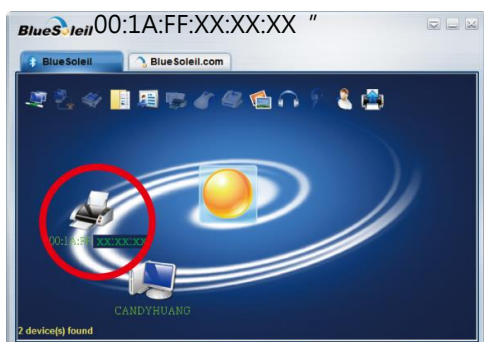 BlueSoleil 00:1A:FF:XX:XX:XX "
BlueSoleil
BlueSoleil.com
00:1A:FF XX:XX:XX
CANDYHUANG
2 device(s) found